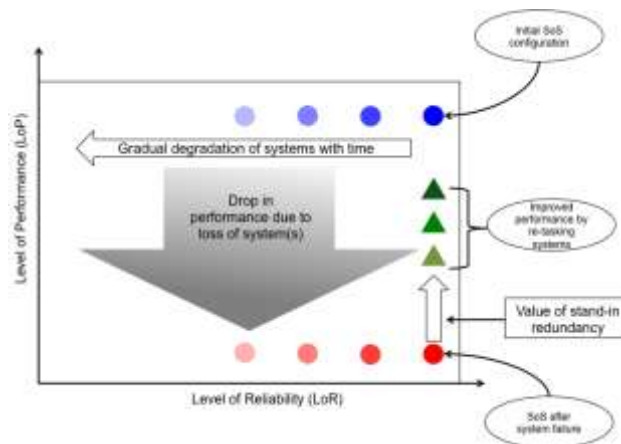 Initial SoS
configuration
Level of Performance (LoP)
Gradual degradation of systems with time
Drop in
performance due to
loss of system(s)
Improved
performance by
re-tasking
systems
Value of stand-in
redundancy
Level of Reliability (LoR)
SoS after
system failure